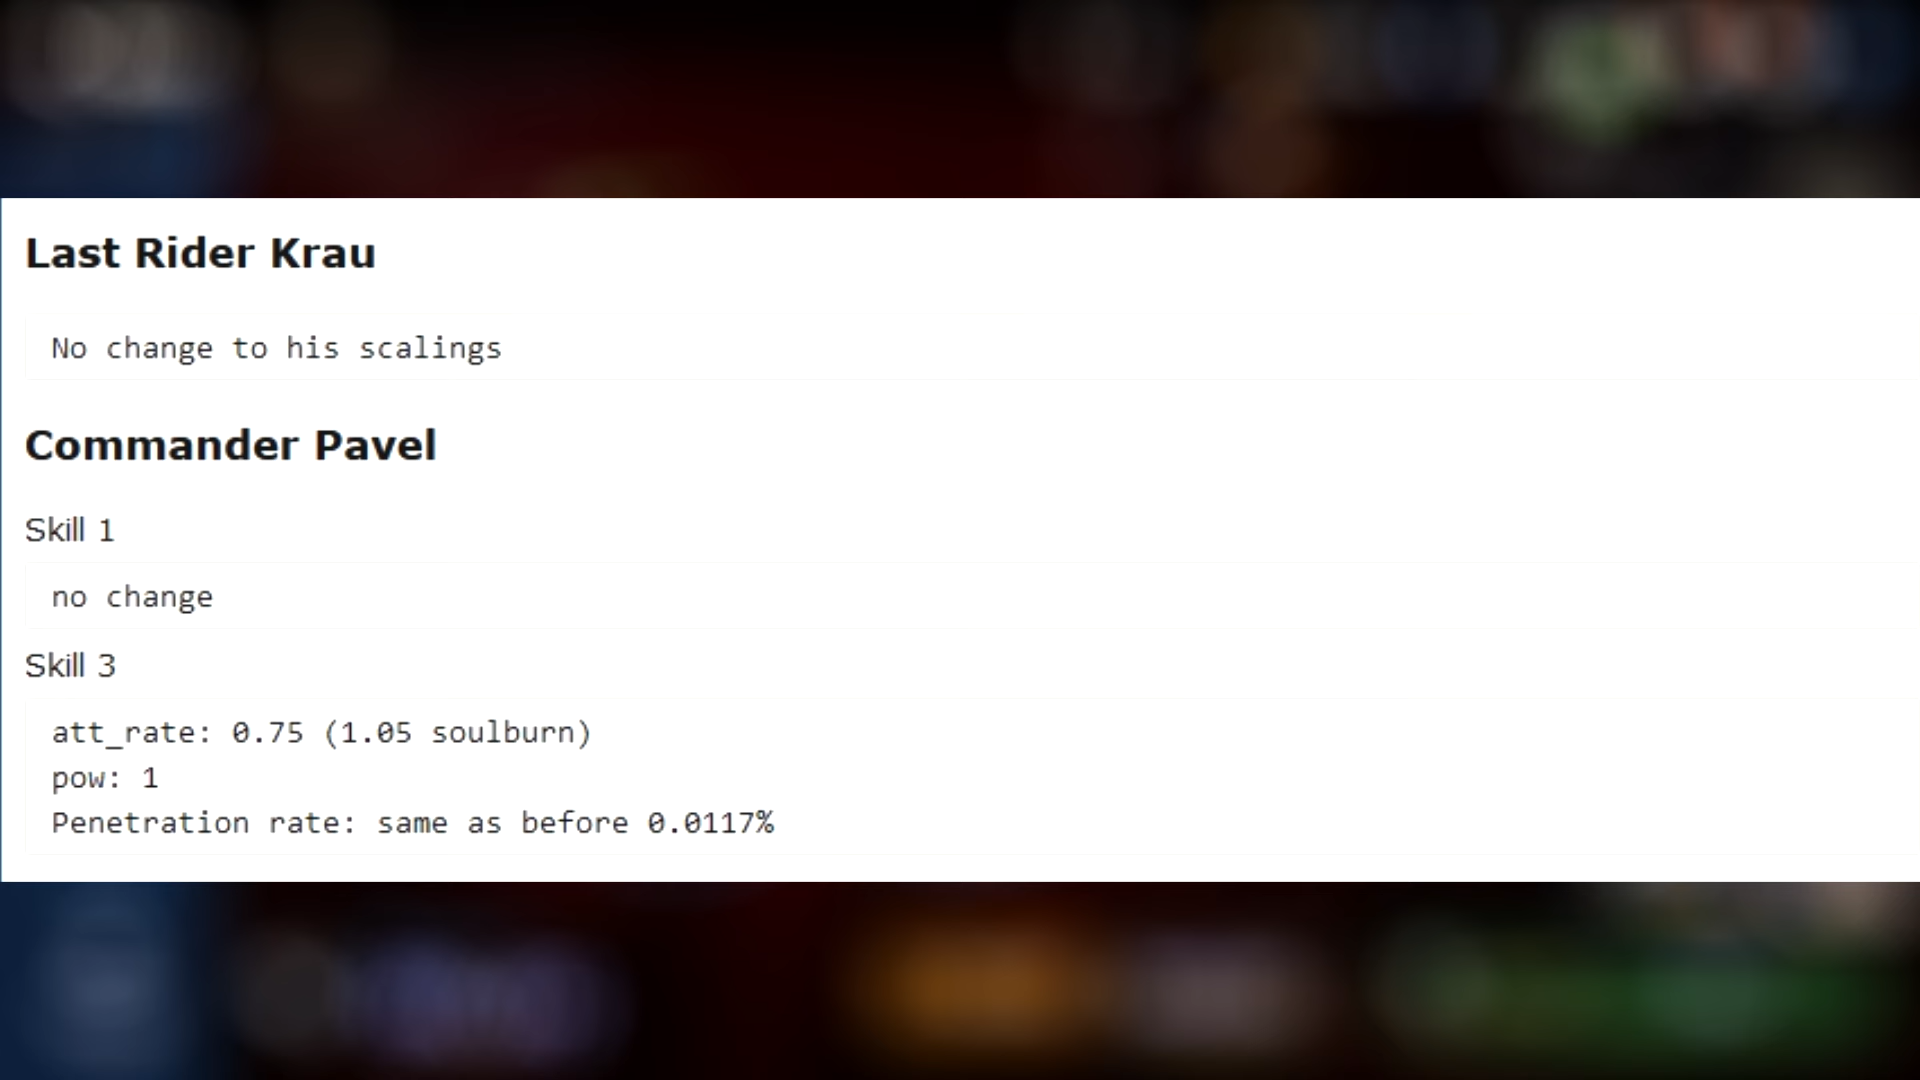 Last Rider Krau
No change to his scalings
Commander Pavel
Skill 1
no change
Skill 3
att_rate: 0.75 (1.05 soulburn)
pow: 1
Penetration rate: same as before 0.0117%